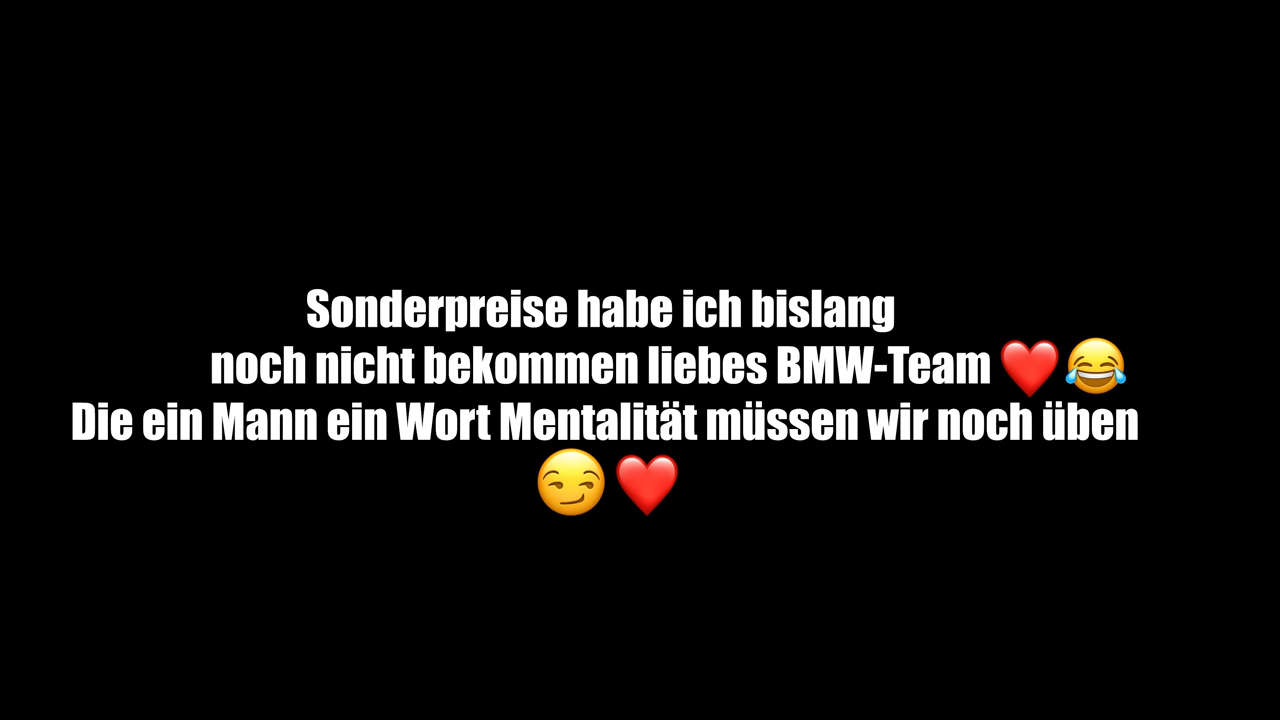 Sonderpreise habe ich bislang
noch nicht bekommen liebes BMW-Team ❤️😂
Die ein Mann ein Wort Mentalität müssen wir noch üben
😏❤️